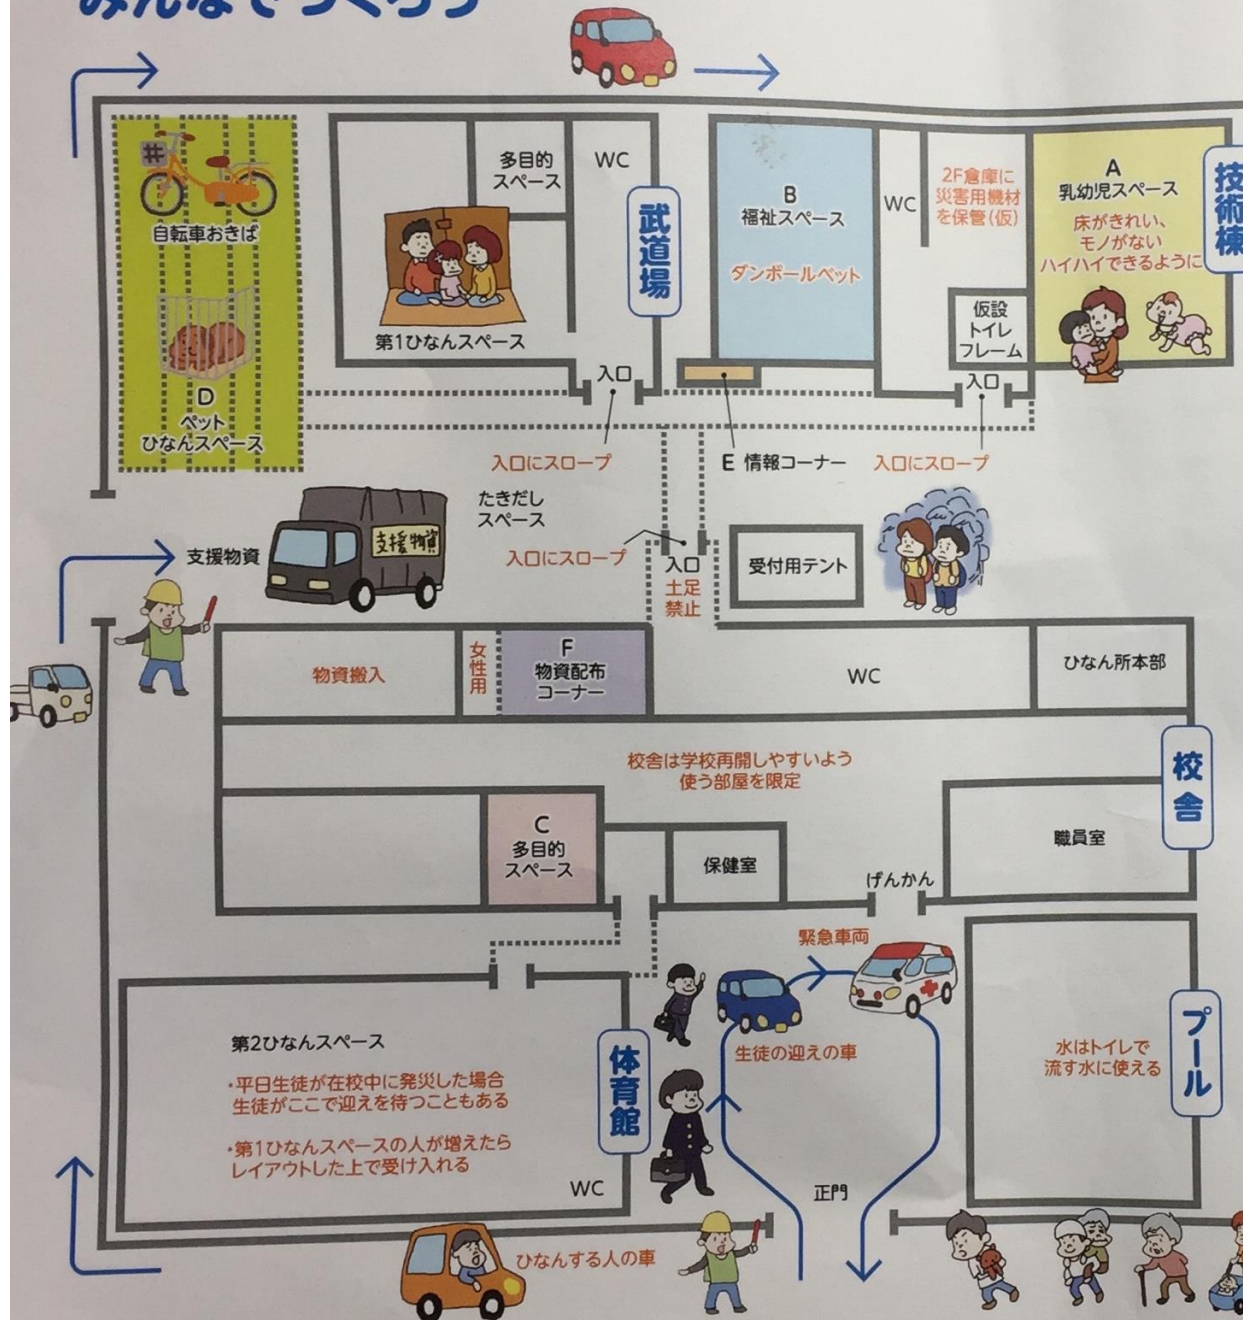 みんなでつくろう
自転車おきば
D
ペット
ひなんスペース
多目的
スペース
WC
第1ひなんスペース
武道場
入口
B
福祉スペース
ダンボールベット
WC
2F倉庫に
災害用機材
を保管(仮)
仮設
トイレ
フレーム
入口
A
乳幼児スペース
床がきれい、
モノがない
ハイハイできるように
技術棟
入口にスロープ
E 情報コーナー
入口にスロープ
たきだし
スペース
支援物資
支援物資
入口にスロープ
入口
土足
禁止
受付用テント
物資搬入
女性用
F
物資配布
コーナー
WC
ひなん所本部
校舎は学校再開しやすいよう
使う部屋を限定
校舎
C
多目的
スペース
保健室
げんかん
職員室
緊急車両
生徒の迎えの車
第2ひなんスペース
・平日生徒が在校中に発災した場合
生徒がここで迎えを待つこともある
・第1ひなんスペースの人が増えたら
レイアウトした上で受け入れる
WC
体育館
水はトイレで
流す水に使える
プール
正門
ひなんする人の車